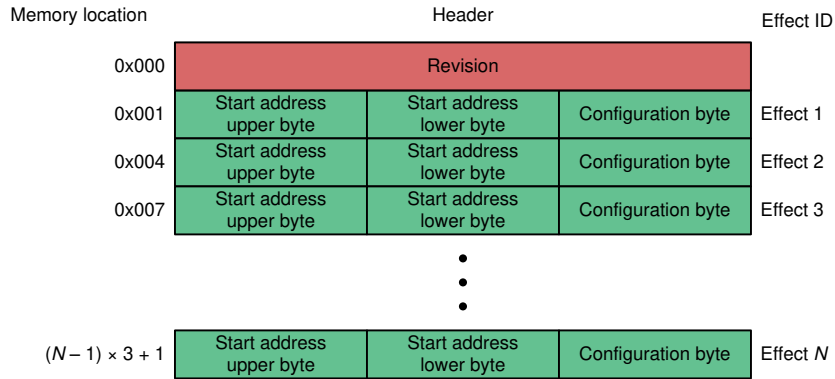 Memory location Header Effect ID
0x000 Revision
0x001 Start address upper byte Start address lower byte Configuration byte Effect 1
0x004 Start address upper byte Start address lower byte Configuration byte Effect 2
0x007 Start address upper byte Start address lower byte Configuration byte Effect 3
(N – 1) × 3 + 1 Start address upper byte Start address lower byte Configuration byte Effect N